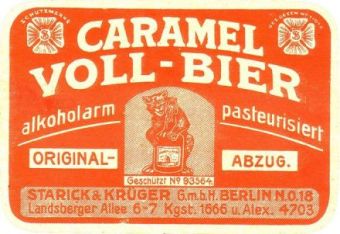 SCHUTZMARKE
CARAMEL
VOLL-BIER
alkoholarm
pasteurisiert
ORIGINAL-
ABZUG.
Geschützt No 93564.
STARICK & KRÜGER G.m.b.H. BERLIN N.O.18
Landsberger Allee 6-7 Kgst. 1666 u. Alex. 4703